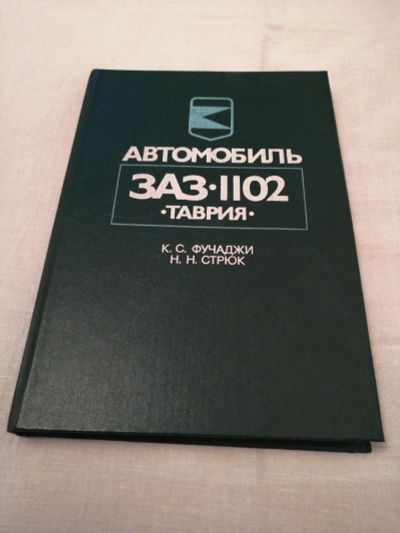 АВТОМОБИЛЬ
ЗАЗ·1102
·ТАВРИЯ·
К. С. ФУЧАДЖИ
Н. Н. СТРЮК